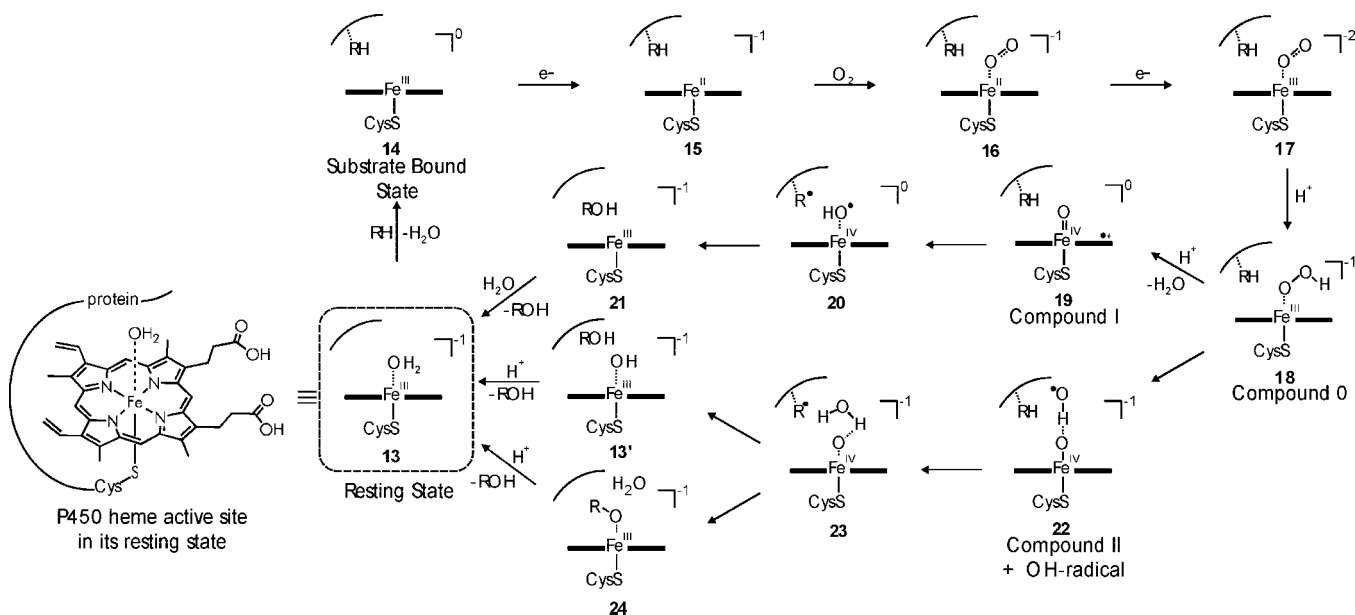 0
RH
Fe III
CysS
14
Substrate Bound
State
e-
-1
RH
Fe II
CysS
15
O2
-1
RH
O O
Fe II
CysS
16
e-
-2
RH
O O
Fe III
CysS
17
H+
-1
RH
O O H
Fe III
CysS
18
Compound 0
H+
-H2O
0
RH
O
Fe IV
•+
CysS
19
Compound I
0
R•
HO•
Fe IV
CysS
20
-1
ROH
Fe III
CysS
21
H2O
-ROH
RH
-H2O
-1
•O
H
RH
O
Fe IV
CysS
22
Compound II
+ OH-radical
-1
R•
H O H
O
Fe IV
CysS
23
ROH
OH
Fe iii
CysS
13'
H+
-ROH
H2O
-1
R O
Fe III
CysS
24
H+
-ROH
-1
OH2
Fe III
CysS
13
Resting State
protein
OH2
O
OH
N N
Fe
N N
O
OH
S
Cys
P450 heme active site
in its resting state